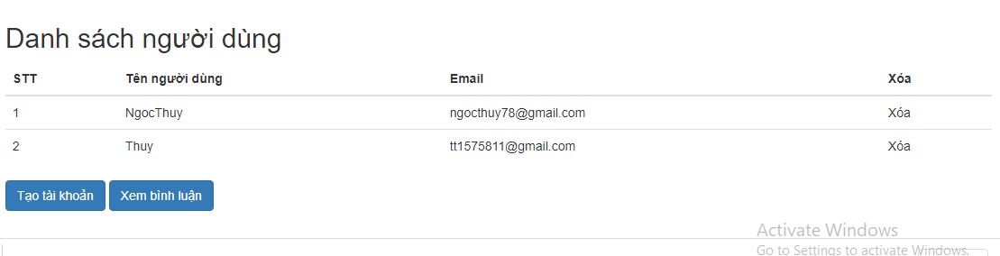 Danh sách người dùng
STT Tên người dùng Email Xóa
1 NgocThuy ngocthuy78@gmail.com Xóa
2 Thuy tt1575811@gmail.com Xóa
Tạo tài khoản Xem bình luận
Activate Windows
Go to Settings to activate Windows.